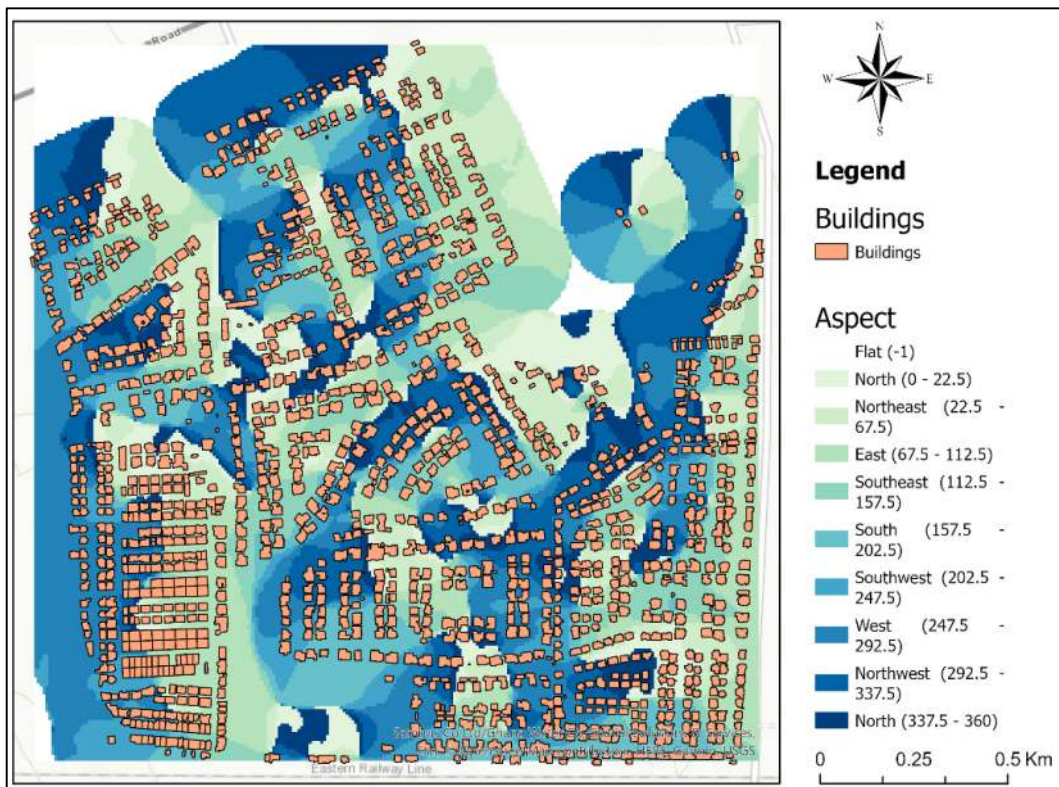 Road
N
W
E
S
Legend
Buildings
Buildings
Aspect
Flat (-1)
North (0 - 22.5)
Northeast (22.5 -
67.5)
East (67.5 - 112.5)
Southeast (112.5 -
157.5)
South (157.5 -
202.5)
Southwest (202.5 -
247.5)
West (247.5 -
292.5)
Northwest (292.5 -
337.5)
North (337.5 - 360)
USGS
Eastern Railway Line
0 0.25 0.5 Km